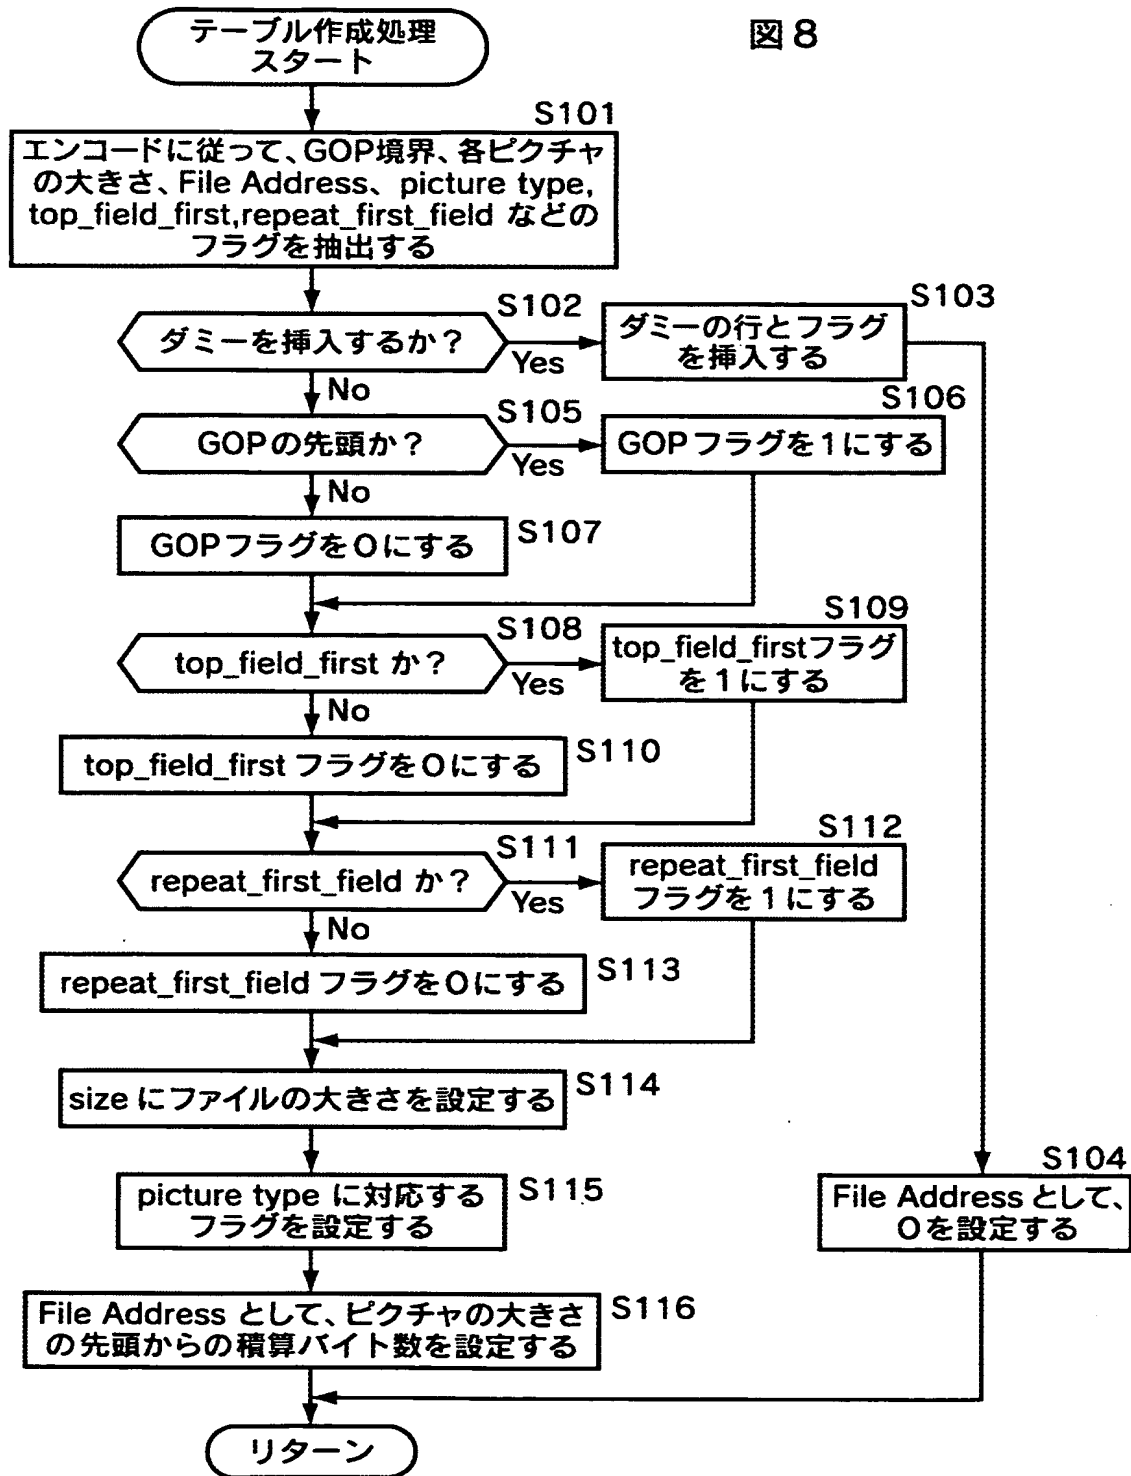 図8
テーブル作成処理
スタート
S101
エンコードに従って、GOP境界、各ピクチャ
の大きさ、File Address、picture type,
top_field_first,repeat_first_field などの
フラグを抽出する
S102
ダミーを挿入するか?
Yes
No
S103
ダミーの行とフラグ
を挿入する
S105
GOPの先頭か?
Yes
No
S106
GOPフラグを1にする
S107
GOPフラグを0にする
S108
top_field_first か?
Yes
No
S109
top_field_firstフラグ
を1にする
S110
top_field_first フラグを0にする
S111
repeat_first_field か?
Yes
No
S112
repeat_first_field
フラグを1にする
S113
repeat_first_field フラグを0にする
S114
size にファイルの大きさを設定する
S115
picture type に対応する
フラグを設定する
S104
File Address として、
0を設定する
S116
File Address として、ピクチャの大きさ
の先頭からの積算バイト数を設定する
リターン